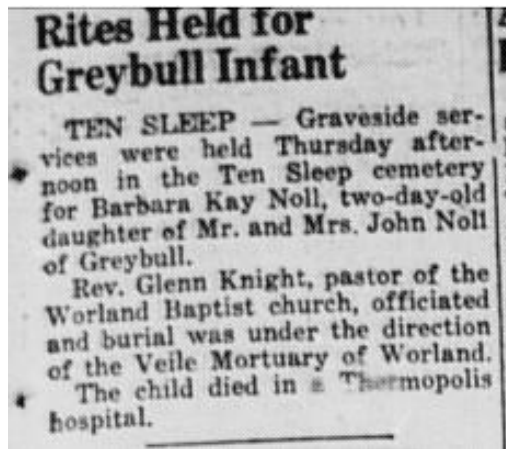 Rites Held for
Greybull Infant
TEN SLEEP — Graveside ser-
vices were held Thursday after-
noon in the Ten Sleep cemetery
for Barbara Kay Noll, two-day-old
daughter of Mr. and Mrs. John Noll
of Greybull.
Rev. Glenn Knight, pastor of the
Worland Baptist church, officiated
and burial was under the direction
of the Veile Mortuary of Worland.
The child died in a Thermopolis
hospital.